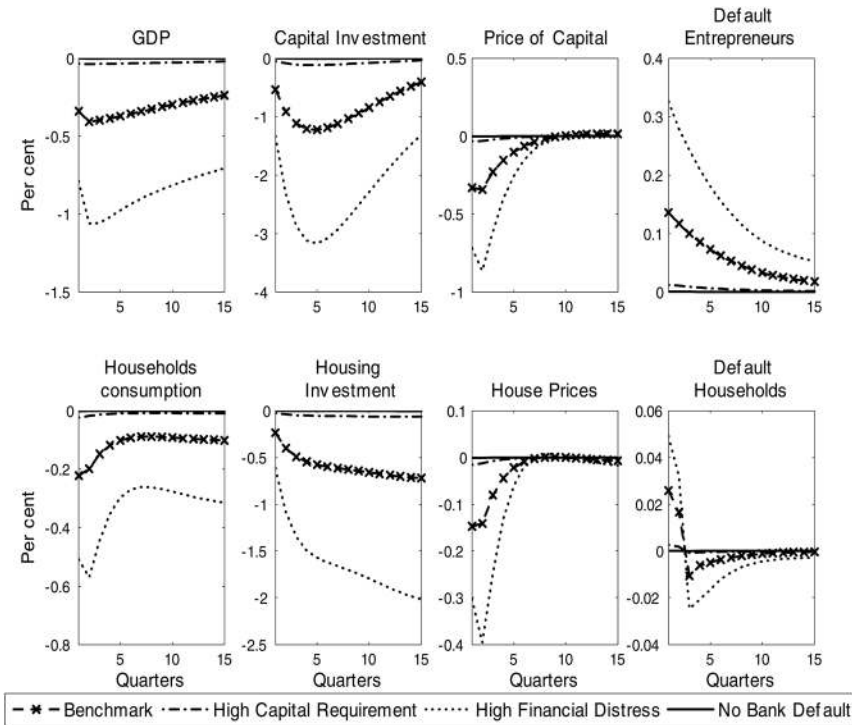 GDP
Capital Investment
Price of Capital
Default
Entrepreneurs
Per cent
0
-0.5
-1
-1.5
5 10 15
0
-1
-2
-3
-4
5 10 15
0.5
0
-0.5
-1
5 10 15
0.4
0.3
0.2
0.1
0
5 10 15
Households
consumption
Housing
Investment
House Prices
Default
Households
Per cent
0
-0.2
-0.4
-0.6
-0.8
5 10 15
Quarters
0
-0.5
-1
-1.5
-2
-2.5
5 10 15
Quarters
0.1
0
-0.1
-0.2
-0.3
-0.4
5 10 15
Quarters
0.06
0.04
0.02
0
-0.02
-0.04
5 10 15
Quarters
Benchmark High Capital Requirement High Financial Distress No Bank Default